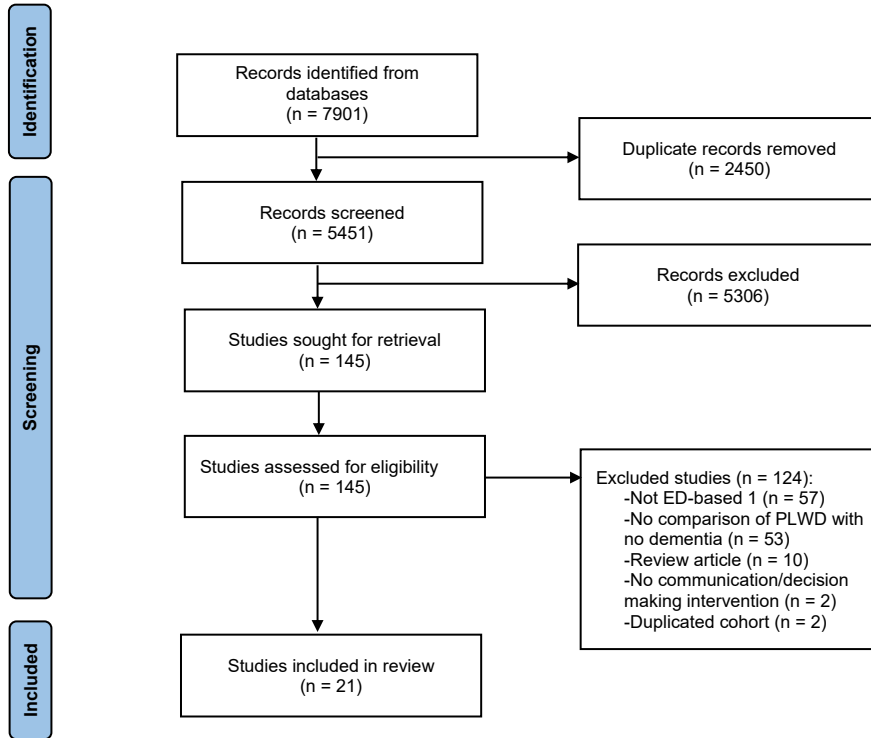 Identification
Records identified from
databases
(n = 7901)
Duplicate records removed
(n = 2450)
Screening
Records screened
(n = 5451)
Records excluded
(n = 5306)
Studies sought for retrieval
(n = 145)
Studies assessed for eligibility
(n = 145)
Excluded studies (n = 124):
-Not ED-based 1 (n = 57)
-No comparison of PLWD with
no dementia (n = 53)
-Review article (n = 10)
-No communication/decision
making intervention (n = 2)
-Duplicated cohort (n = 2)
Included
Studies included in review
(n = 21)